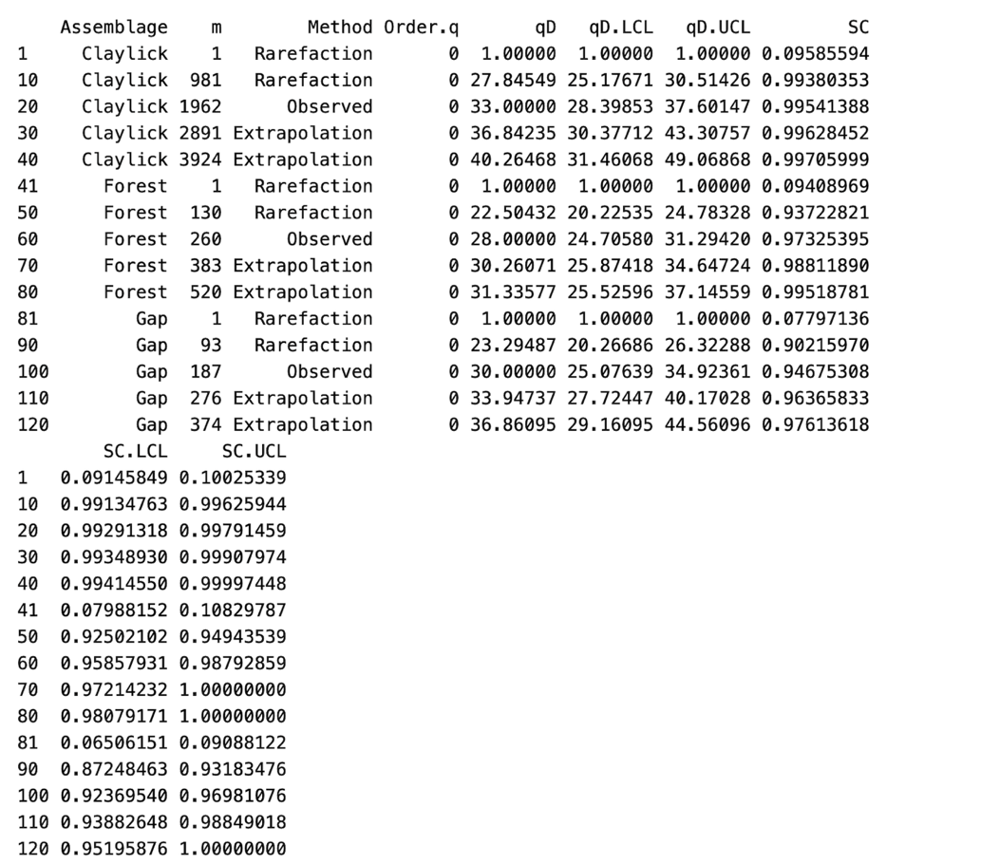 Assemblage m Method Order.q qD qD.LCL qD.UCL SC
1 Claylick 1 Rarefaction 0 1.00000 1.00000 1.00000 0.09585594
10 Claylick 981 Rarefaction 0 27.84549 25.17671 30.51426 0.99380353
20 Claylick 1962 Observed 0 33.00000 28.39853 37.60147 0.99541388
30 Claylick 2891 Extrapolation 0 36.84235 30.37712 43.30757 0.99628452
40 Claylick 3924 Extrapolation 0 40.26468 31.46068 49.06868 0.99705999
41 Forest 1 Rarefaction 0 1.00000 1.00000 1.00000 0.09408969
50 Forest 130 Rarefaction 0 22.50432 20.22535 24.78328 0.93722821
60 Forest 260 Observed 0 28.00000 24.70580 31.29420 0.97325395
70 Forest 383 Extrapolation 0 30.26071 25.87418 34.64724 0.98811890
80 Forest 520 Extrapolation 0 31.33577 25.52596 37.14559 0.99518781
81 Gap 1 Rarefaction 0 1.00000 1.00000 1.00000 0.07797136
90 Gap 93 Rarefaction 0 23.29487 20.26686 26.32288 0.90215970
100 Gap 187 Observed 0 30.00000 25.07639 34.92361 0.94675308
110 Gap 276 Extrapolation 0 33.94737 27.72447 40.17028 0.96365833
120 Gap 374 Extrapolation 0 36.86095 29.16095 44.56096 0.97613618
SC.LCL SC.UCL
1 0.09145849 0.10025339
10 0.99134763 0.99625944
20 0.99291318 0.99791459
30 0.99348930 0.99907974
40 0.99414550 0.99997448
41 0.07988152 0.10829787
50 0.92502102 0.94943539
60 0.95857931 0.98792859
70 0.97214232 1.00000000
80 0.98079171 1.00000000
81 0.06506151 0.09088122
90 0.87248463 0.93183476
100 0.92369540 0.96981076
110 0.93882648 0.98849018
120 0.95195876 1.00000000